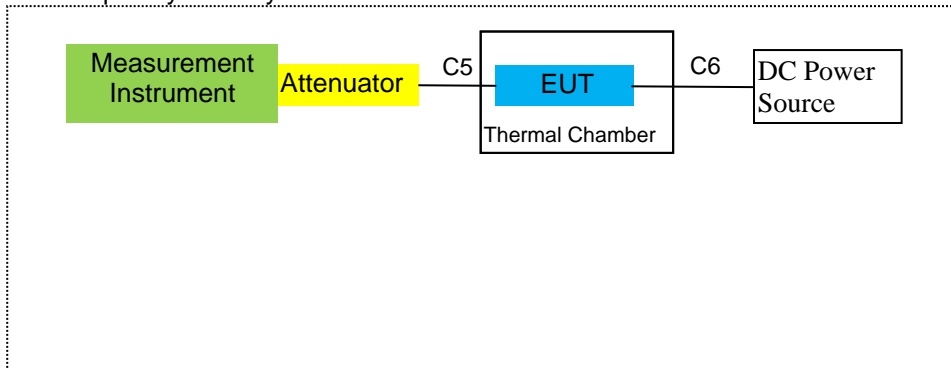 Measurement
Instrument
Attenuator
C5
EUT
Thermal Chamber
C6
DC Power
Source